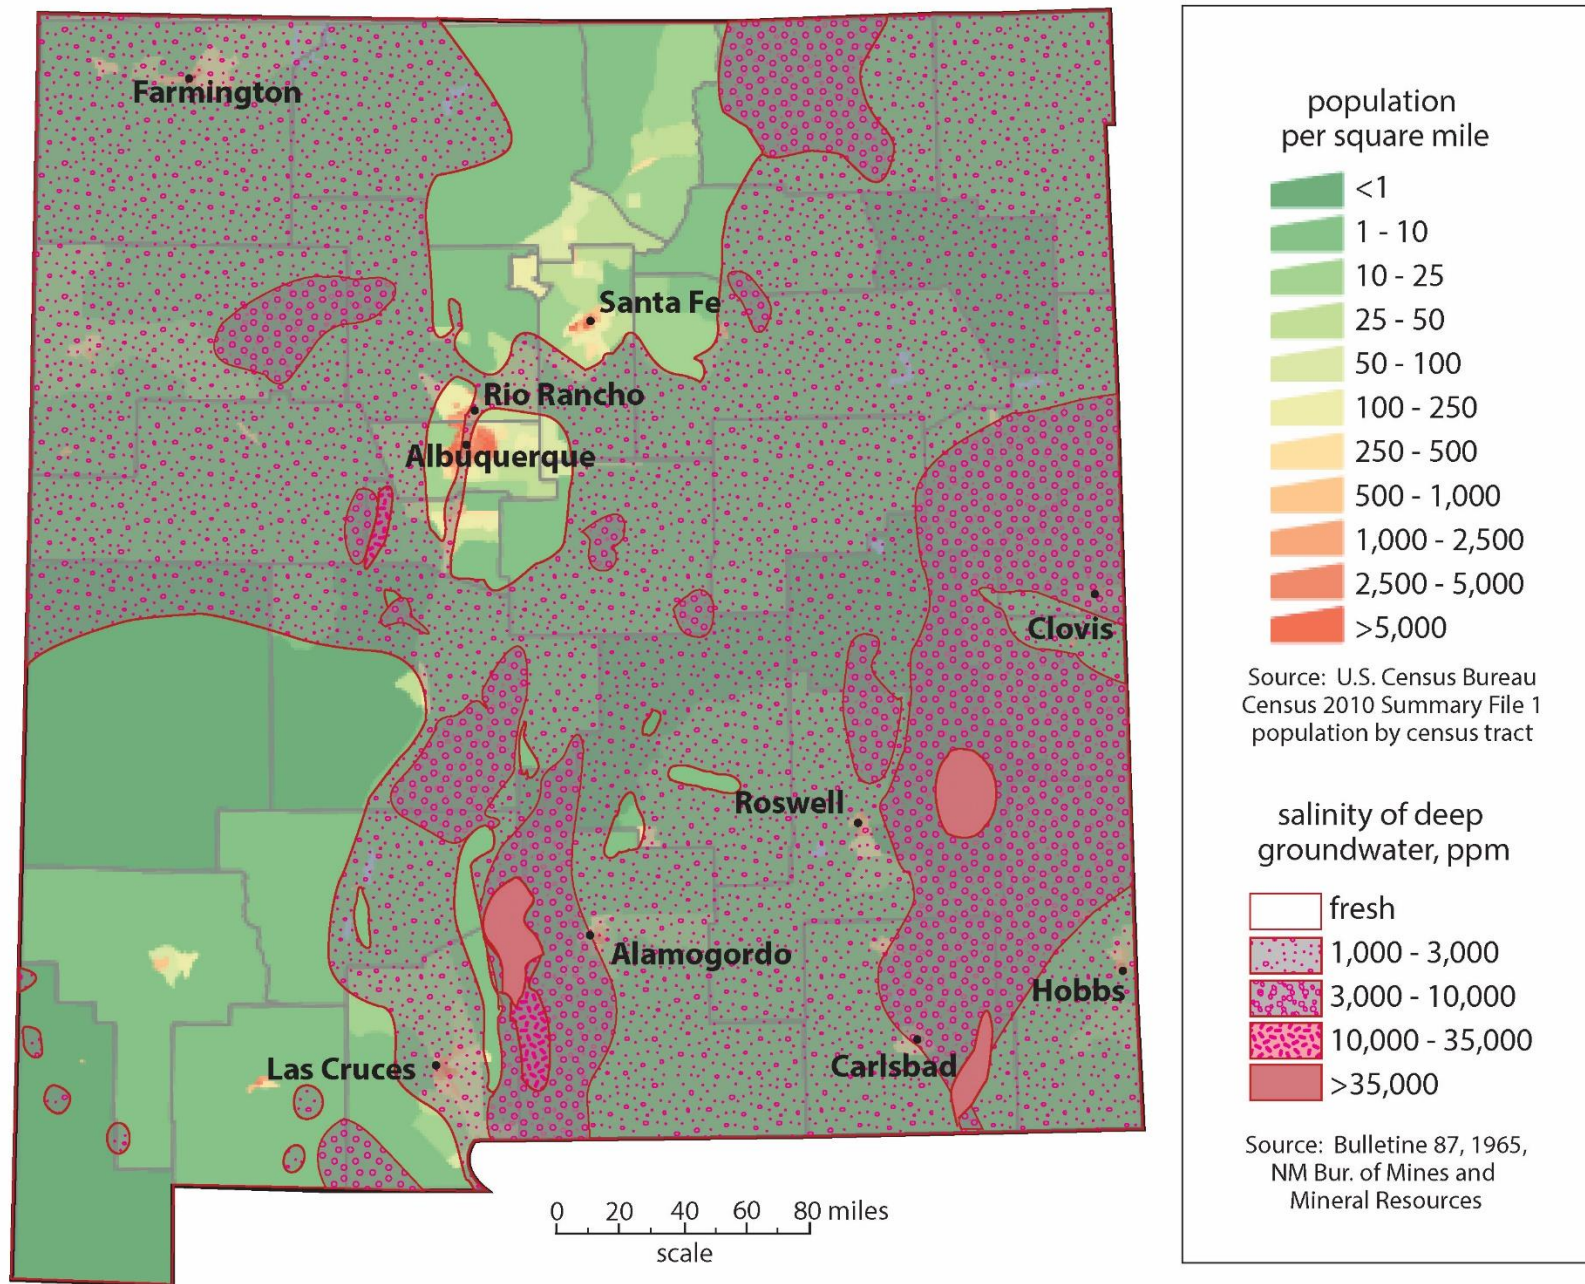 Farmington
Santa Fe
Rio Rancho
Albuquerque
Clovis
Roswell
Alamogordo
Hobbs
Las Cruces
Carlsbad
0 20 40 60 80 miles
scale
population
per square mile
<1
1 - 10
10 - 25
25 - 50
50 - 100
100 - 250
250 - 500
500 - 1,000
1,000 - 2,500
2,500 - 5,000
>5,000
Source: U.S. Census Bureau
Census 2010 Summary File 1
population by census tract
salinity of deep
groundwater, ppm
fresh
1,000 - 3,000
3,000 - 10,000
10,000 - 35,000
>35,000
Source: Bulletine 87, 1965,
NM Bur. of Mines and
Mineral Resources